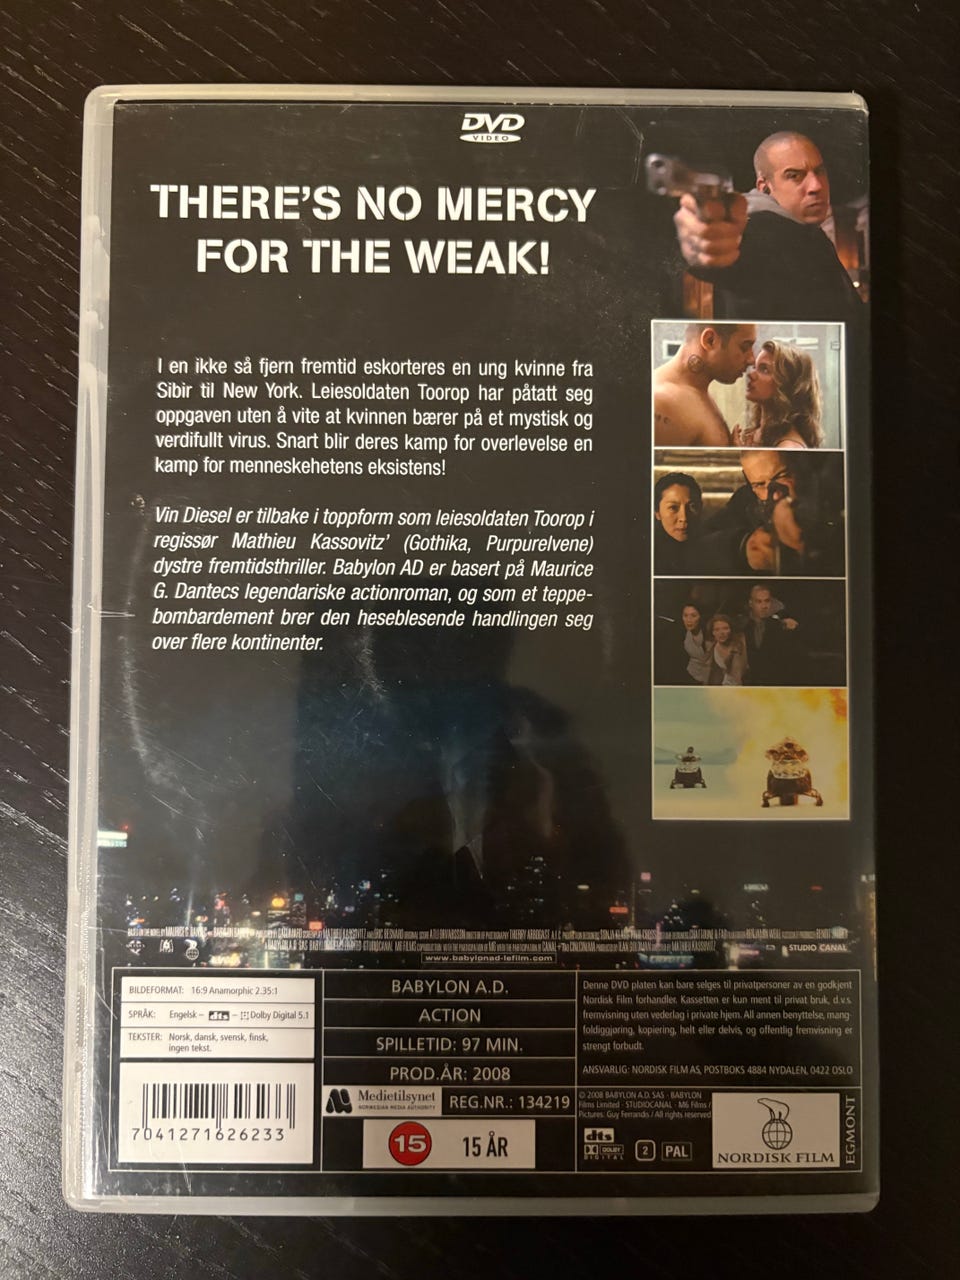 DVD
VIDEO
THERE'S NO MERCY
FOR THE WEAK!
I en ikke så fjern fremtid eskorteres en ung kvinne fra
Sibir til New York. Leiesoldaten Toorop har påtatt seg
oppgaven uten å vite at kvinnen bærer på et mystisk og
verdifullt virus. Snart blir deres kamp for overlevelse en
kamp for menneskehetens eksistens!
Vin Diesel er tilbake i toppform som leiesoldaten Toorop i
regissør Mathieu Kassovitz' (Gothika, Purpurelvene)
dystre fremtidsthriller. Babylon AD er basert på Maurice
G. Dantecs legendariske actionroman, og som et teppe-
bombardement brer den heseblesende handlingen seg
over flere kontinenter.
STUDIO CANAL
www.babylonad-lefilm.com
BILDEFORMAT: 16:9 Anamorphic 2.35:1
SPRÅK: Engelsk – dts – Dolby Digital 5.1
TEKSTER: Norsk, dansk, svensk, finsk,
ingen tekst.
7041271626233
BABYLON A.D.
ACTION
SPILLETID: 97 MIN.
PROD.ÅR: 2008
Medietilsynet
NORWEGIAN MEDIA AUTHORITY
REG.NR.: 134219
15
15 ÅR
Denne DVD platen kan bare selges til privatpersoner av en godkjent
Nordisk Film forhandler. Kassetten er kun ment til privat bruk, d.v.s.
fremvisning uten vederlag i private hjem. All annen benyttelse, mang-
foldiggjøring, kopiering, helt eller delvis, og offentlig fremvisning er
strengt forbudt.
ANSVARLIG: NORDISK FILM AS, POSTBOKS 4884 NYDALEN, 0422 OSLO
© 2008 BABYLON A.D. SAS · BABYLON
Films Limited · STUDIOCANAL · M6 Films /
Pictures: Guy Ferrandis / All rights reserved
dts
DOLBY
DIGITAL
2
PAL
NORDISK FILM
EGMONT